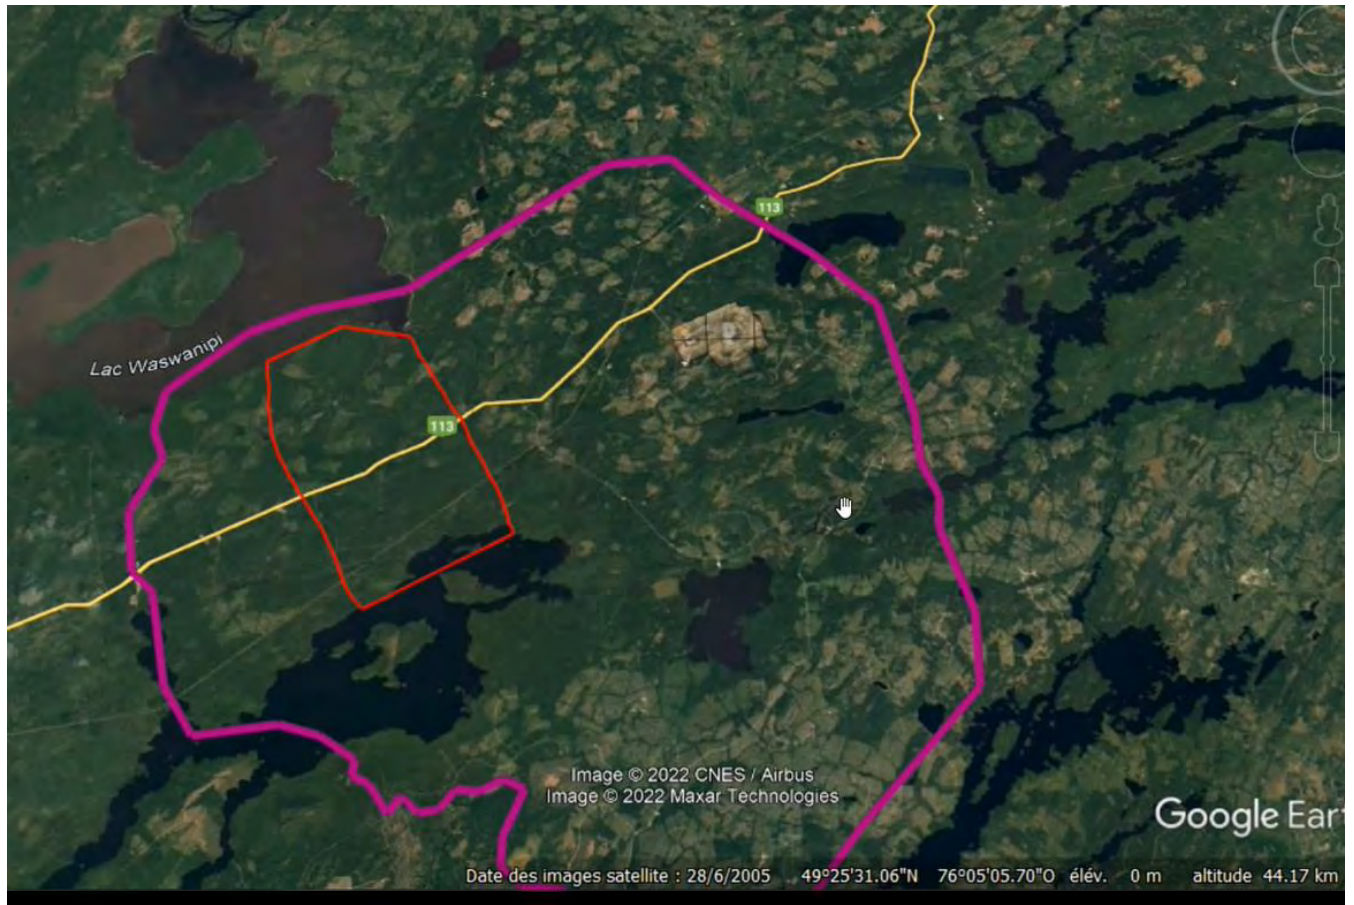 113
Lac Waswanipi
113
Image © 2022 CNES / Airbus
Image © 2022 Maxar Technologies
Google Eart
Date des images satellite : 28/6/2005 49°25'31.06"N 76°05'05.70"O élév. 0 m altitude 44.17 km